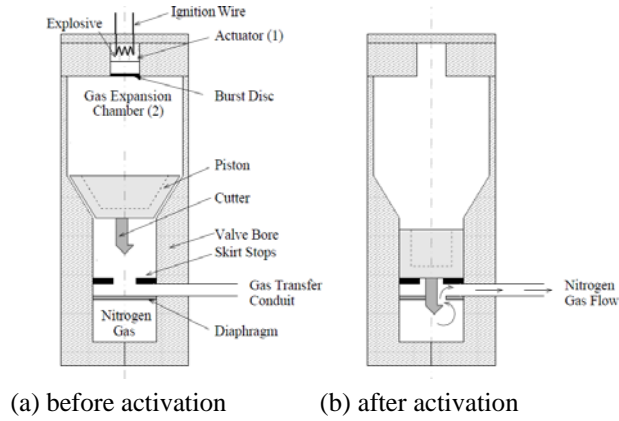 Ignition Wire
Explosive
Actuator (1)
Gas Expansion
Chamber (2)
Burst Disc
Piston
Cutter
Valve Bore
Skirt Stops
Gas Transfer
Conduit
Nitrogen
Gas
Diaphragm
Nitrogen
Gas Flow
(a) before activation
(b) after activation